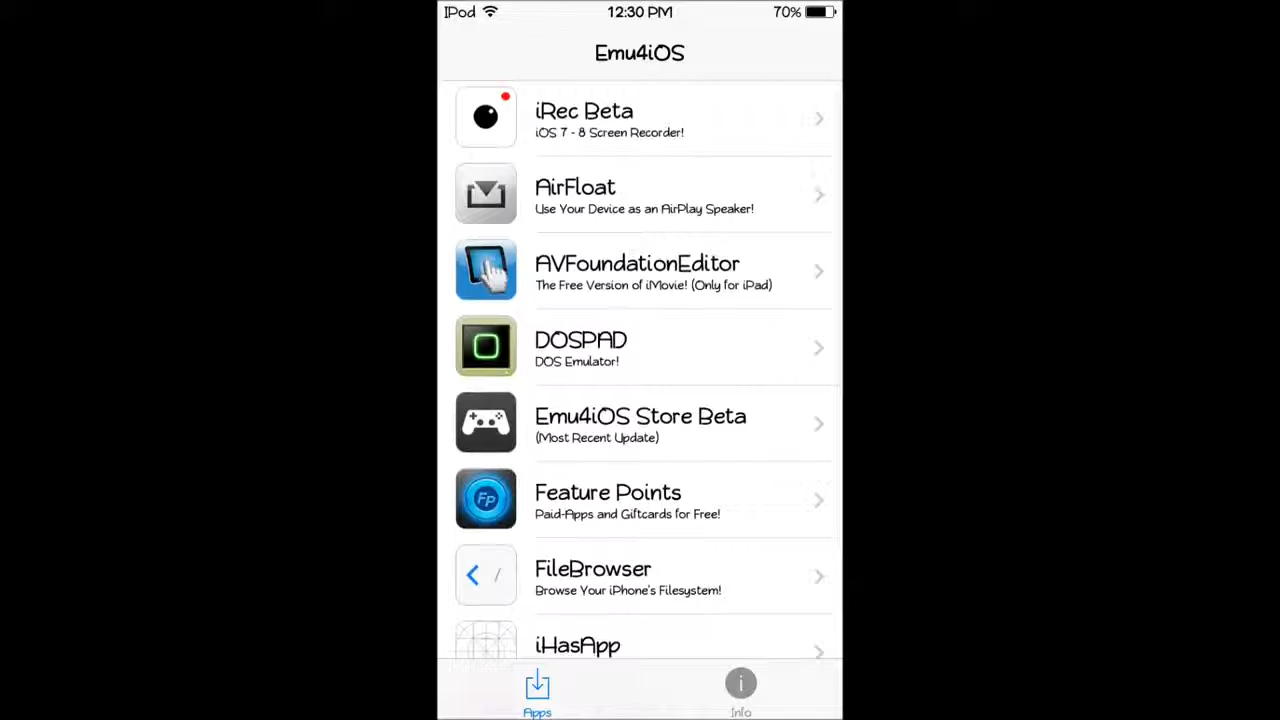 IPod 12:30 PM 70%
Emu4iOS
iRec Beta
iOS 7 - 8 Screen Recorder!
AirFloat
Use Your Device as an AirPlay Speaker!
AVFoundationEditor
The Free Version of iMovie! (Only for iPad)
DOSPAD
DOS Emulator!
Emu4iOS Store Beta
(Most Recent Update)
Feature Points
Paid-Apps and Giftcards for Free!
Fp
FileBrowser
Browse Your iPhone's Filesystem!
/
iHasApp
Apps Info